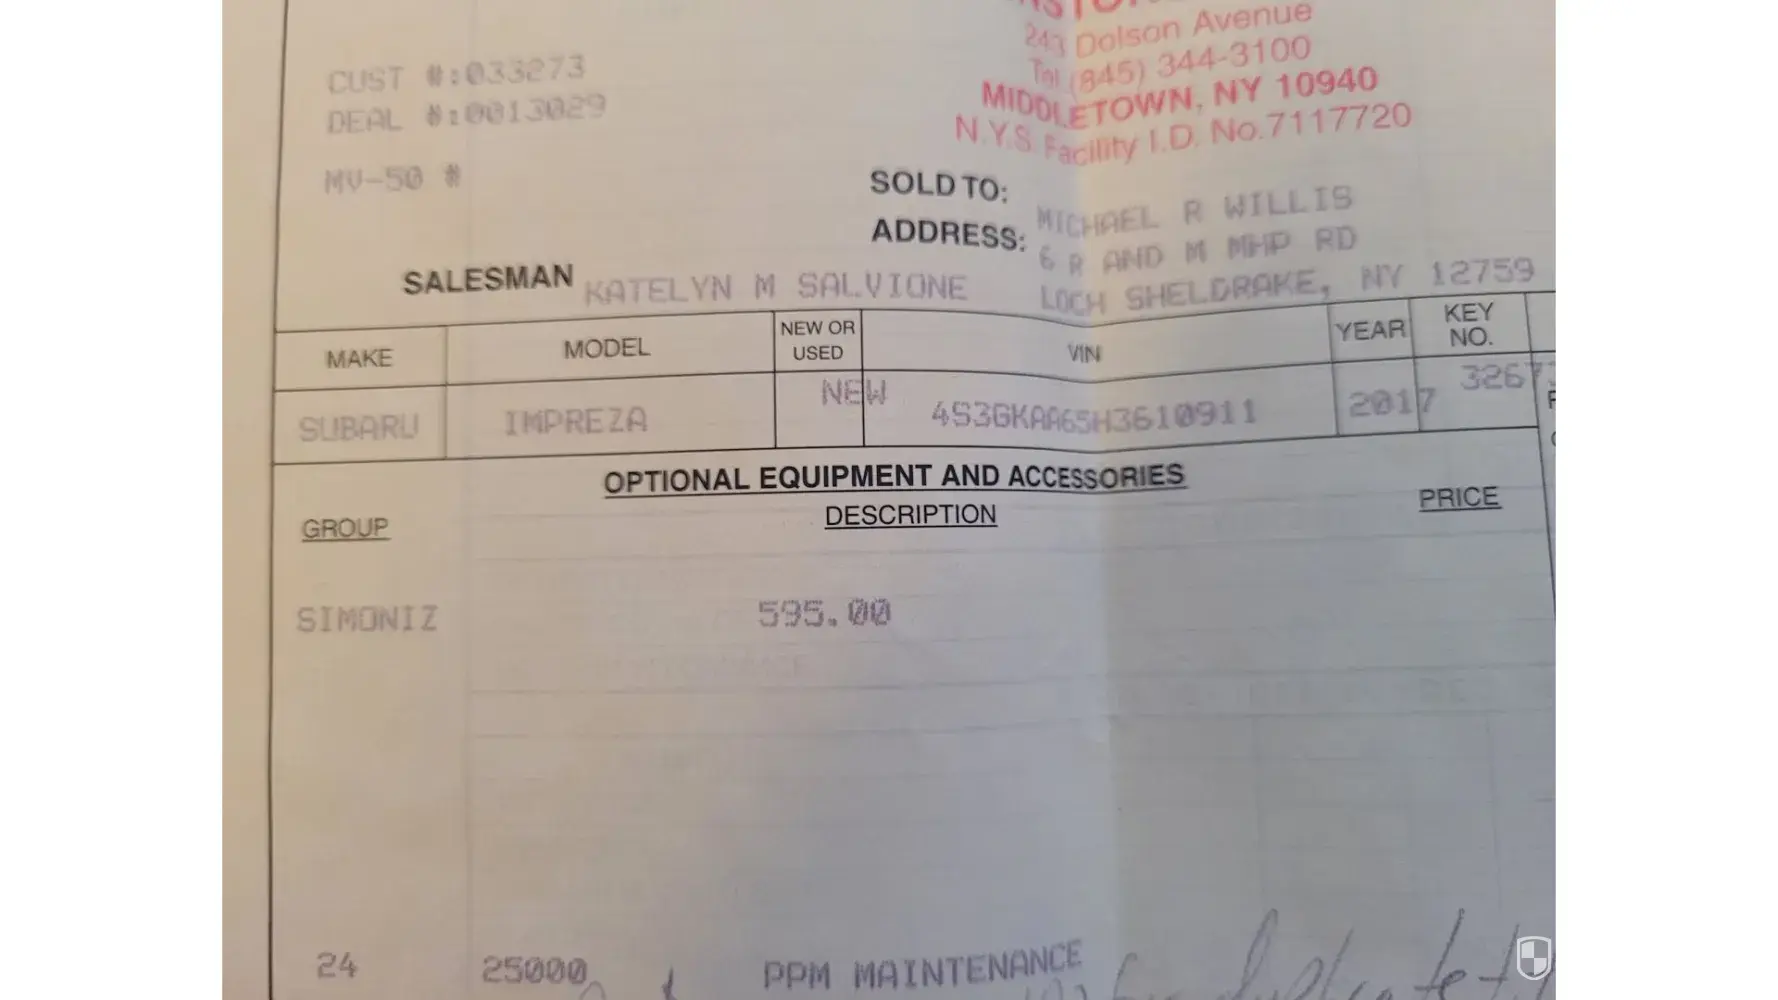 243 Dolson Avenue
Tel (845) 344-3100
MIDDLETOWN, NY 10940
N.Y.S. Facility I.D. No.7117720
CUST #:033273
DEAL #:0013029
MV-50 #
SOLD TO: MICHAEL R WILLIS
ADDRESS: 6 R AND M MHP RD
LOCH SHELDRAKE, NY 12759
SALESMAN KATELYN M SALVIONE
MAKE MODEL NEW OR USED VIN YEAR KEY NO.
SUBARU IMPREZA NEW 4S3GKAA65H3610911 2017 3267
OPTIONAL EQUIPMENT AND ACCESSORIES
GROUP DESCRIPTION PRICE
SIMONIZ 595.00
24 25000 PPM MAINTENANCE